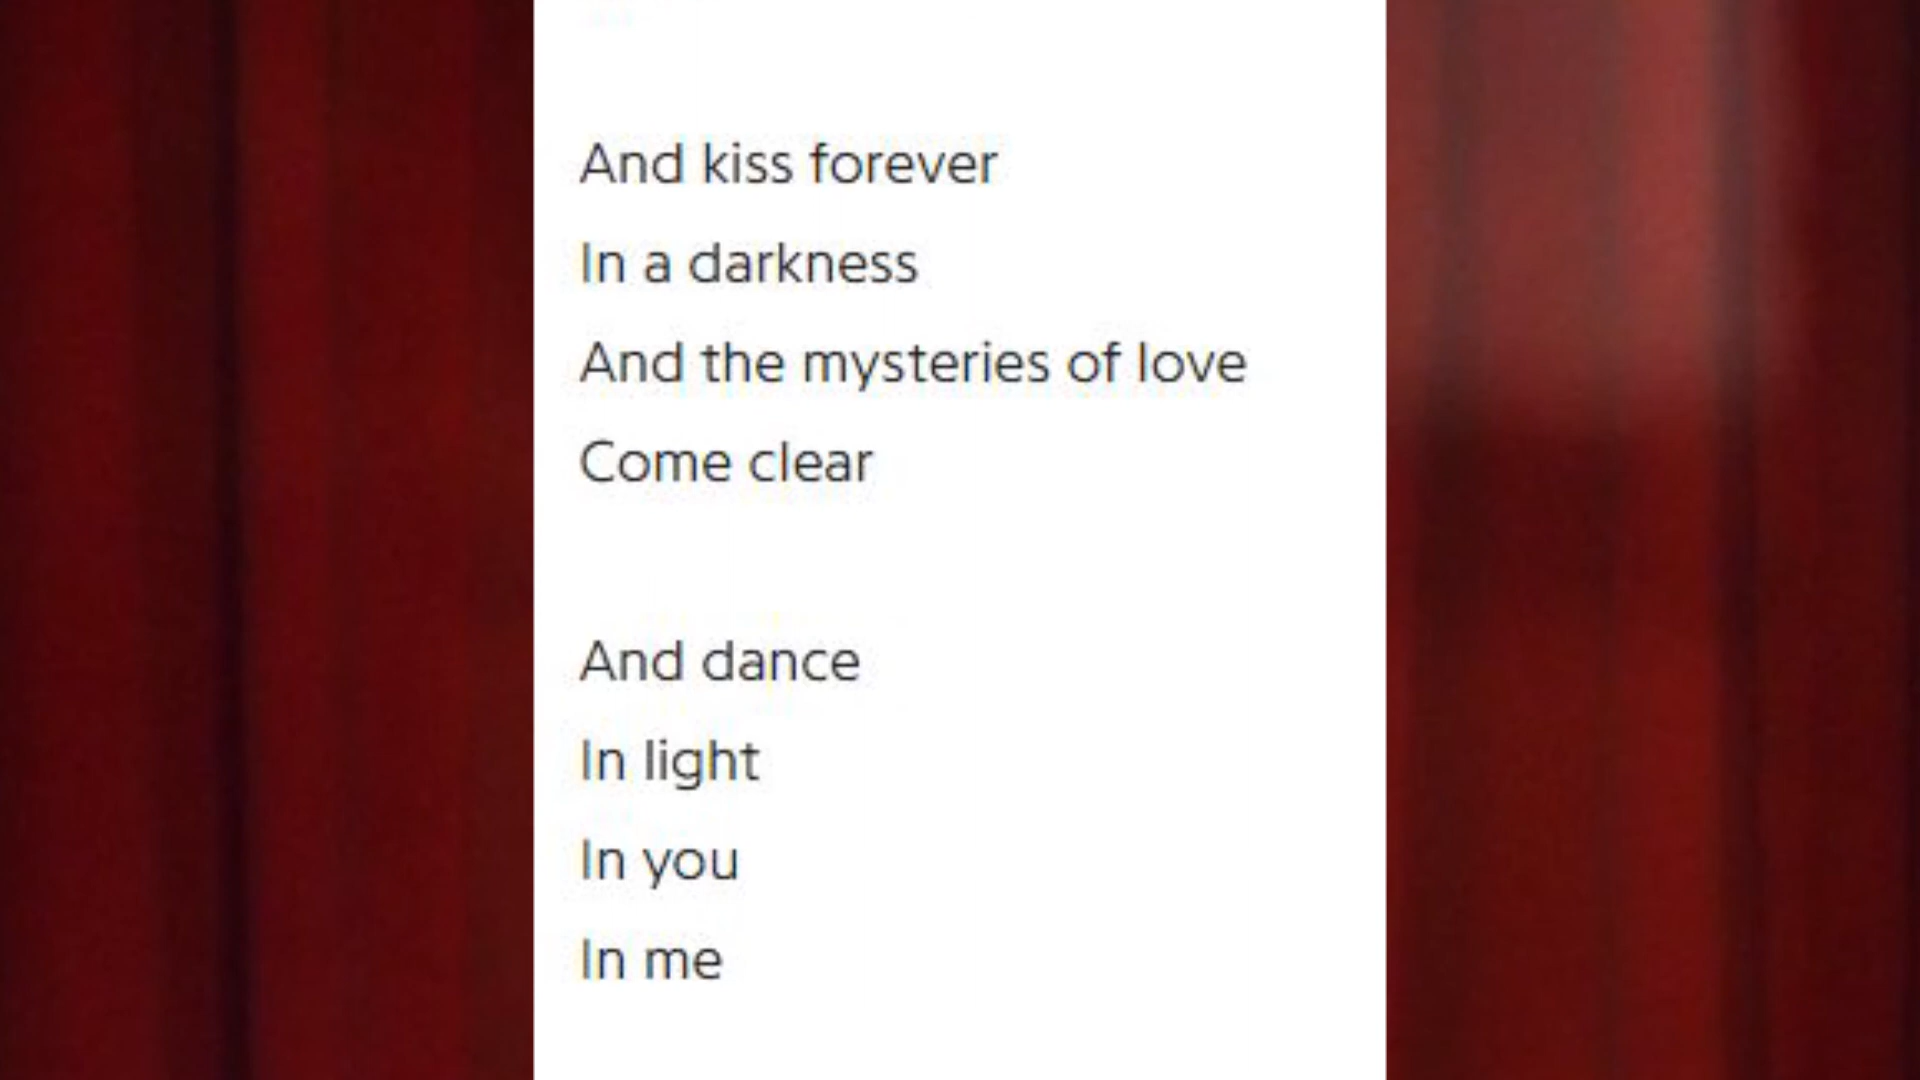 And kiss forever
In a darkness
And the mysteries of love
Come clear
And dance
In light
In you
In me